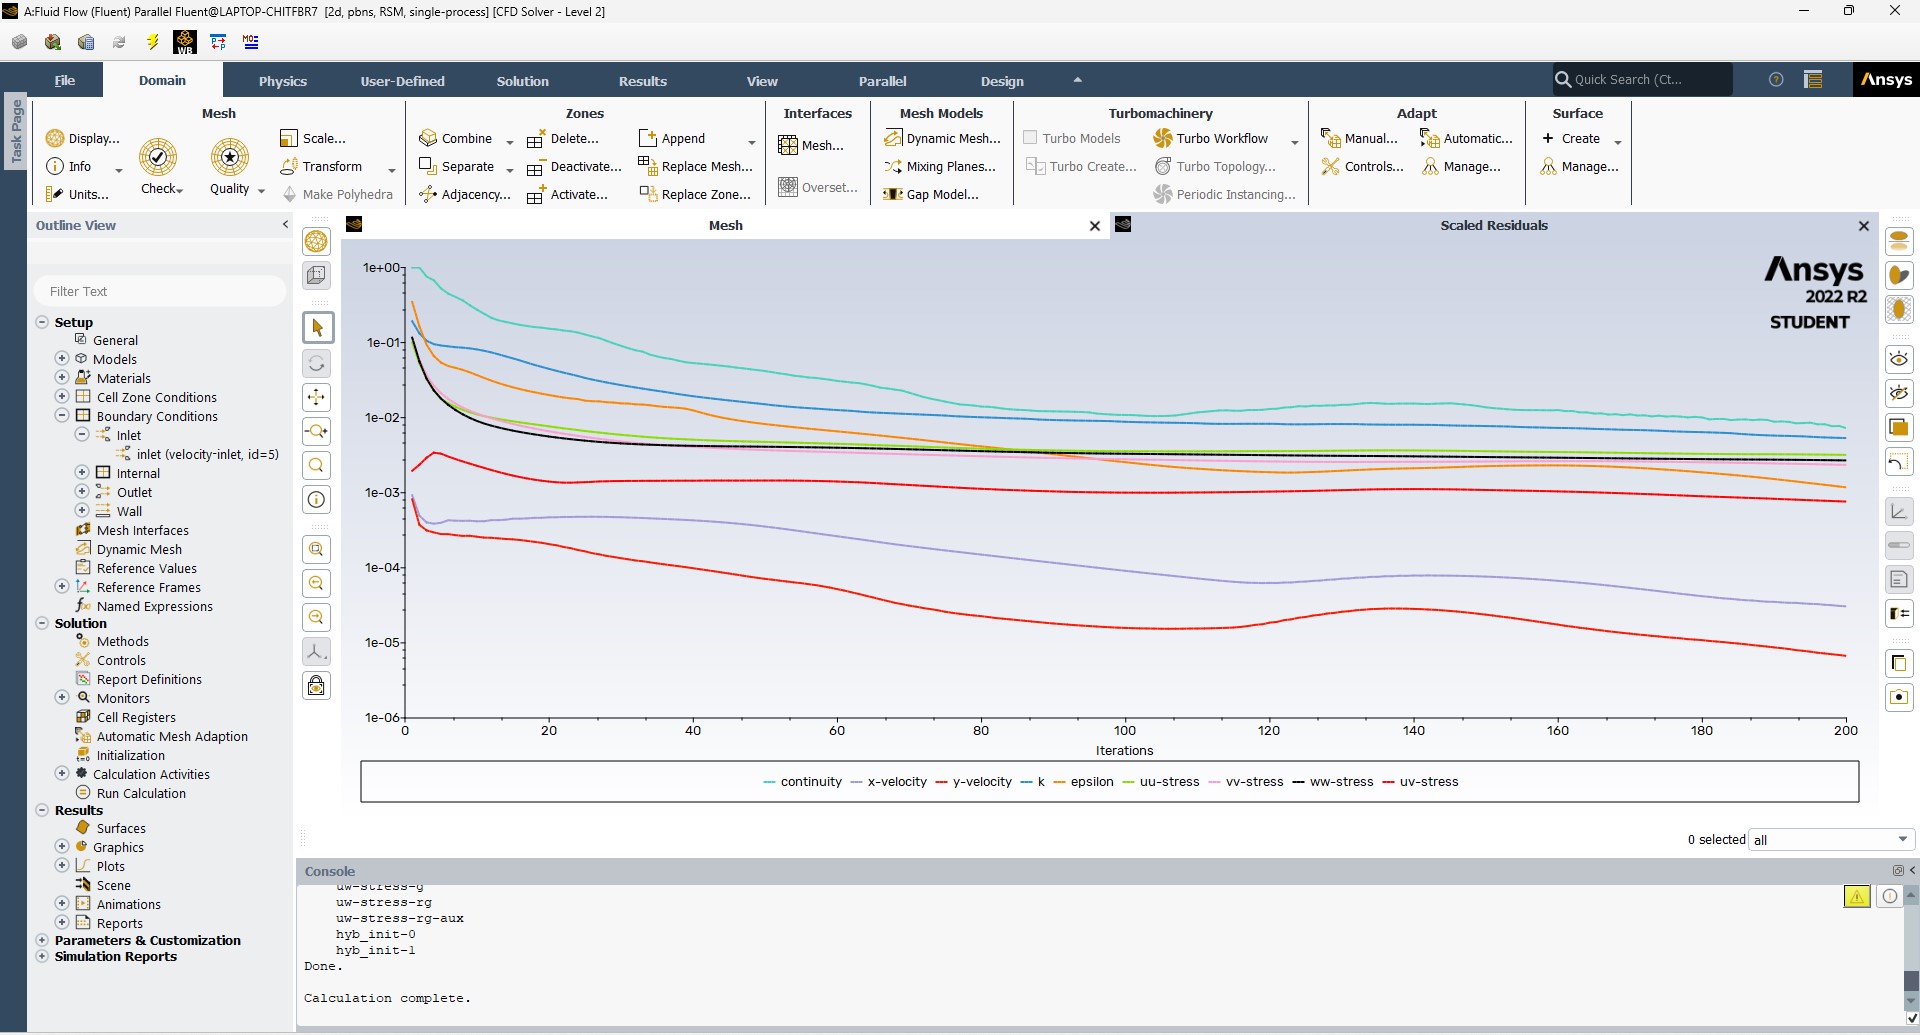 A:Fluid Flow (Fluent) Parallel Fluent@LAPTOP-CHITFBR7 [2d, pbns, RSM, single-process] [CFD Solver - Level 2]
WB
File Domain Physics User-Defined Solution Results View Parallel Design Quick Search (Ct... Ansys
Task Page
Mesh
Display...
Info
Units...
Check
Quality
Scale...
Transform
Make Polyhedra
Zones
Combine
Separate
Adjacency...
Delete...
Deactivate...
Activate...
Append
Replace Mesh...
Replace Zone...
Interfaces
Mesh...
Overset...
Mesh Models
Dynamic Mesh...
Mixing Planes...
Gap Model...
Turbomachinery
Turbo Models
Turbo Create...
Turbo Workflow
Turbo Topology...
Periodic Instancing...
Adapt
Manual...
Controls...
Automatic...
Manage...
Surface
Create
Manage...
Outline View
Filter Text
Setup
General
Models
Materials
Cell Zone Conditions
Boundary Conditions
Inlet
inlet (velocity-inlet, id=5)
Internal
Outlet
Wall
Mesh Interfaces
Dynamic Mesh
Reference Values
Reference Frames
Named Expressions
Solution
Methods
Controls
Report Definitions
Monitors
Cell Registers
Automatic Mesh Adaption
Initialization
Calculation Activities
Run Calculation
Results
Surfaces
Graphics
Plots
Scene
Animations
Reports
Parameters & Customization
Simulation Reports
Mesh
Scaled Residuals
Ansys
2022 R2
STUDENT
1e+00
1e-01
1e-02
1e-03
1e-04
1e-05
1e-06
0 20 40 60 80 100 120 140 160 180 200
Iterations
continuity x-velocity y-velocity k epsilon uu-stress vv-stress ww-stress uv-stress
0 selected all
Console
uw-stress-g
uw-stress-rg
uw-stress-rg-aux
hyb_init-0
hyb_init-1
Done.
Calculation complete.